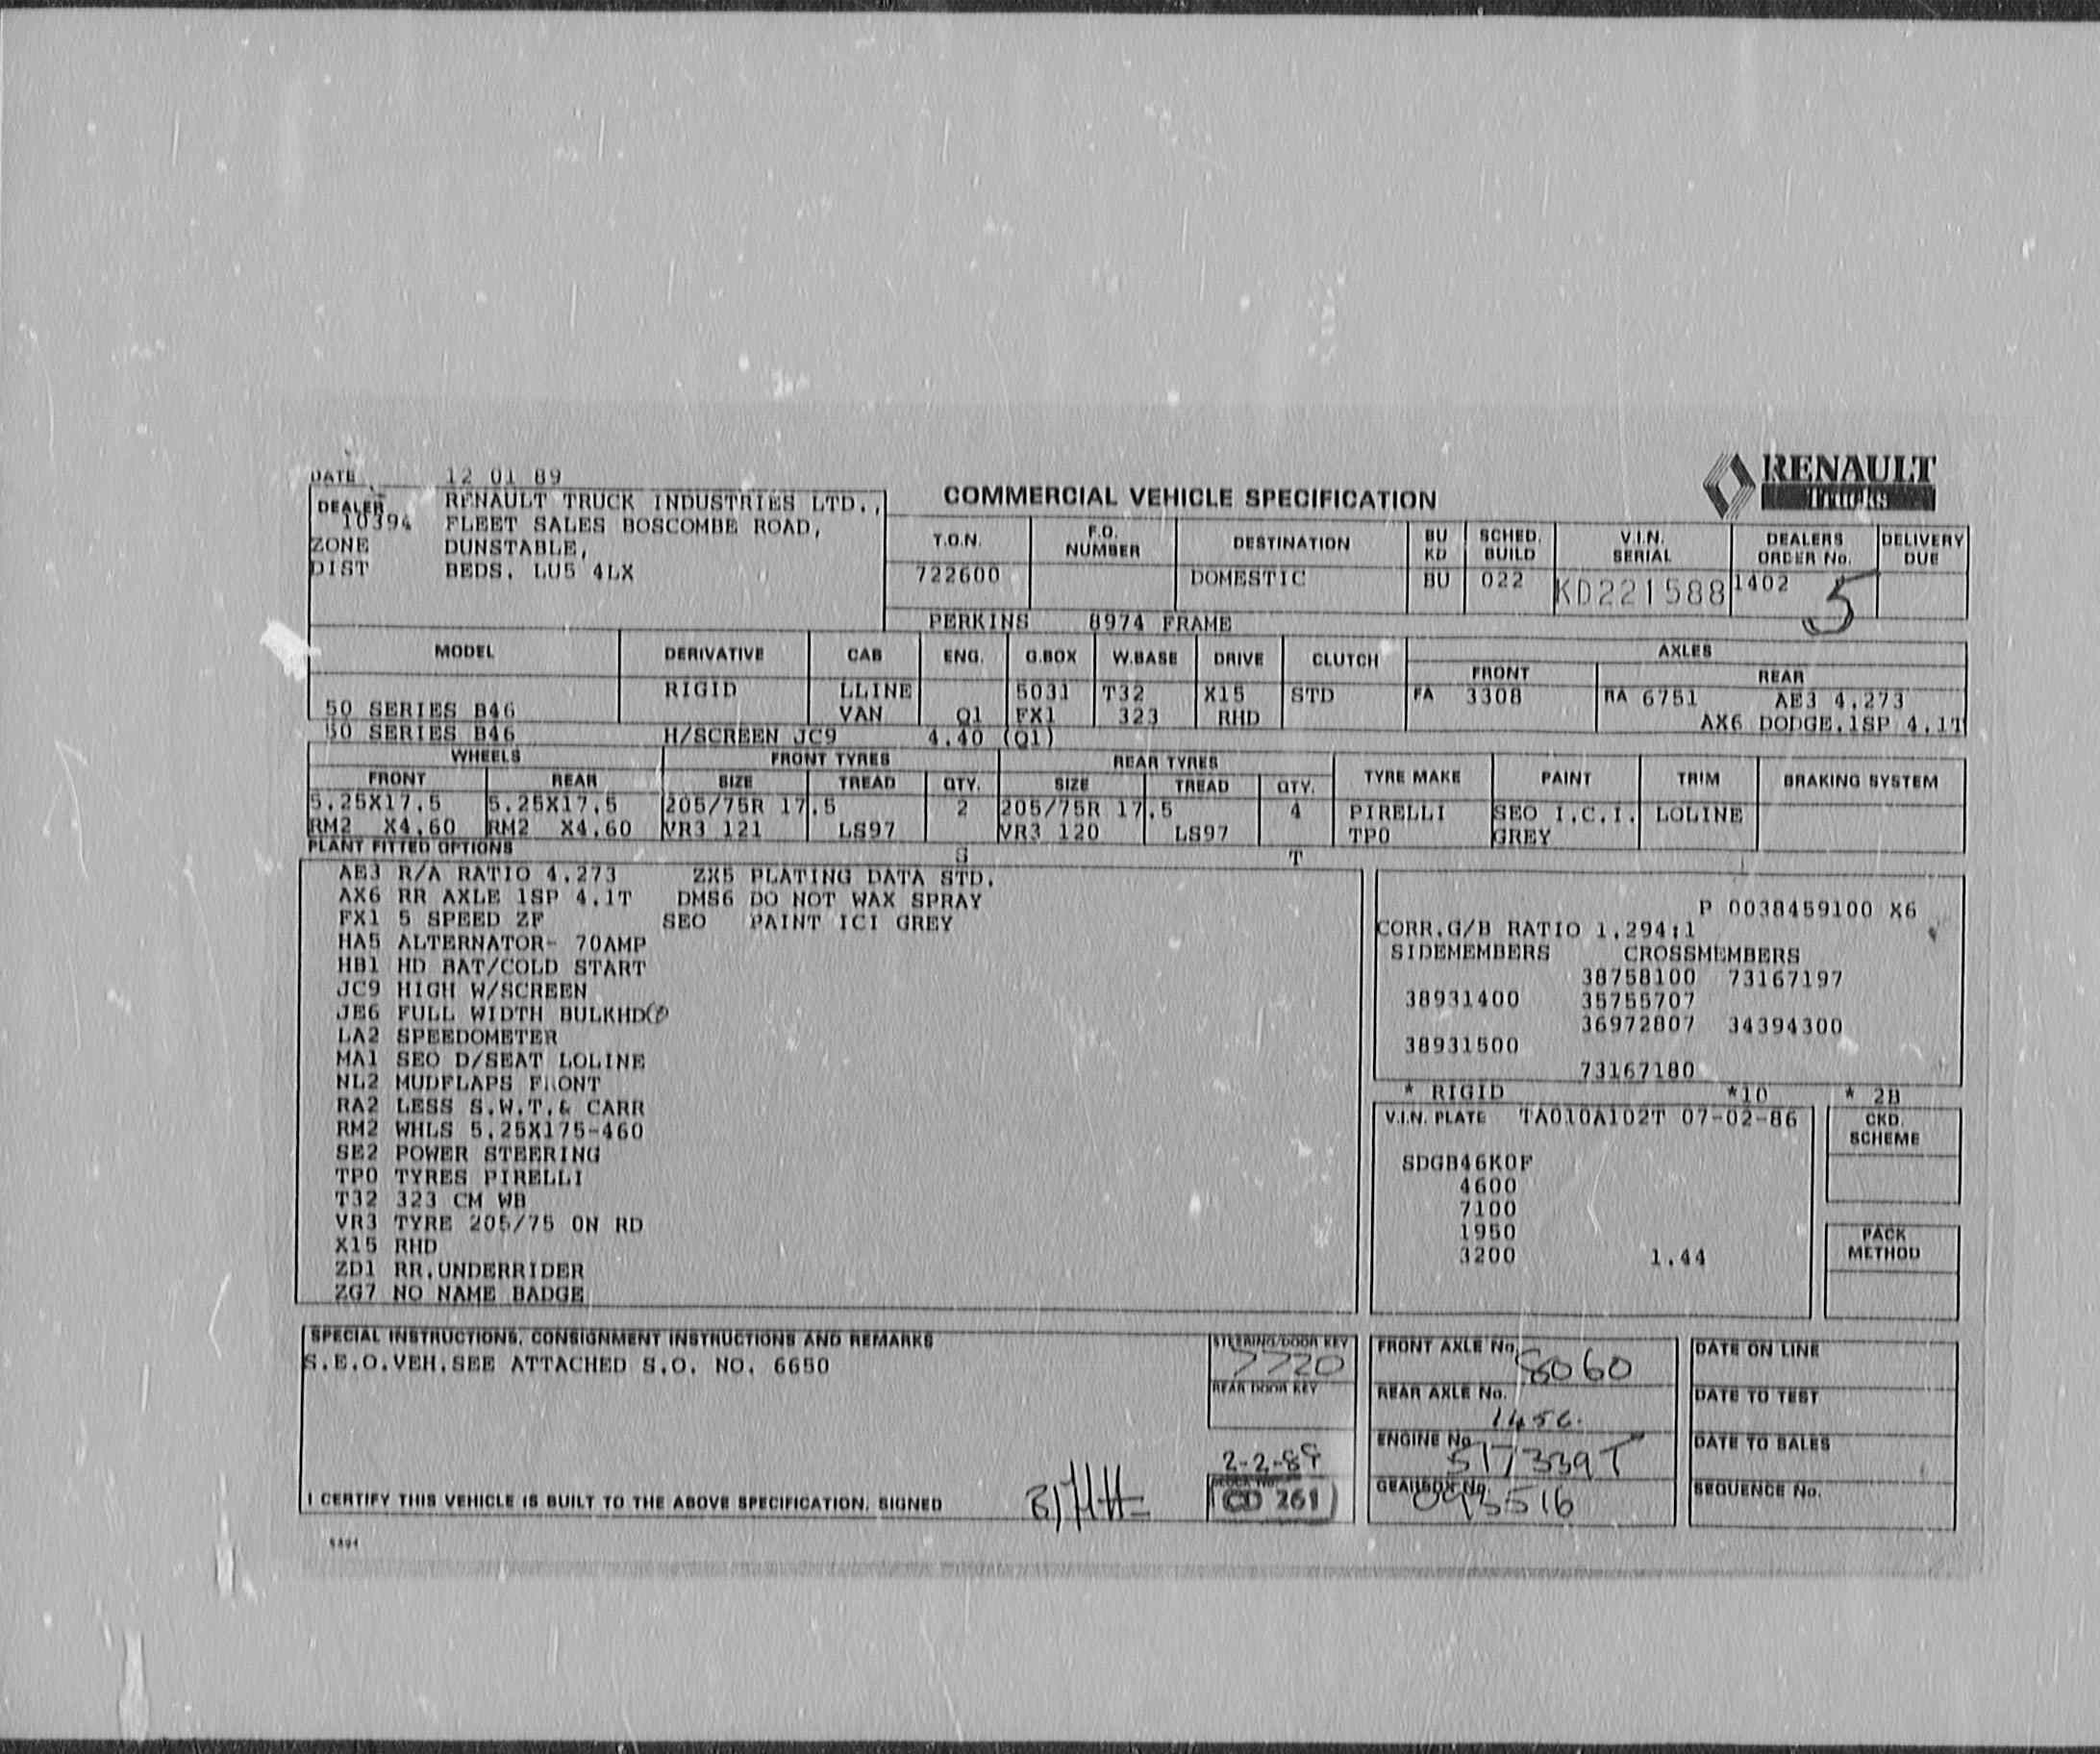 DATE 12 01 89
RENAULT Trucks
COMMERCIAL VEHICLE SPECIFICATION
DEALER RENAULT TRUCK INDUSTRIES LTD.,
10394 FLEET SALES BOSCOMBE ROAD,
ZONE DUNSTABLE,
DIST BEDS. LU5 4LX
T.O.N. F.O. NUMBER DESTINATION BU KD SCHED. BUILD V.I.N. SERIAL DEALERS ORDER No. DELIVERY DUE
722600 DOMESTIC BU 022 KD221588 1402 5
PERKINS 8974 FRAME
MODEL DERIVATIVE CAB ENG. G.BOX W.BASE DRIVE CLUTCH AXLES
FRONT REAR
RIGID LLINE 5031 T32 X15 STD FA 3308 RA 6751 AE3 4.273
50 SERIES B46 VAN Q1 FX1 323 RHD AX6 DODGE.1SP 4.1T
50 SERIES B46 H/SCREEN JC9 4.40 (Q1)
WHEELS FRONT TYRES REAR TYRES TYRE MAKE PAINT TRIM BRAKING SYSTEM
FRONT REAR SIZE TREAD QTY. SIZE TREAD QTY.
5.25X17.5 5.25X17.5 205/75R 17.5 2 205/75R 17.5 4 PIRELLI SEO I.C.I. LOLINE
RM2 X4.60 RM2 X4.60 VR3 121 LS97 VR3 120 LS97 TP0 GREY
PLANT FITTED OPTIONS S T
AE3 R/A RATIO 4.273 ZX5 PLATING DATA STD.
AX6 RR AXLE 1SP 4.1T DMS6 DO NOT WAX SPRAY
FX1 5 SPEED ZF SEO PAINT ICI GREY
HA5 ALTERNATOR- 70AMP
HB1 HD BAT/COLD START
JC9 HIGH W/SCREEN
JE6 FULL WIDTH BULKHD
LA2 SPEEDOMETER
MA1 SEO D/SEAT LOLINE
NL2 MUDFLAPS FRONT
RA2 LESS S.W.T.& CARR
RM2 WHLS 5.25X175-460
SE2 POWER STEERING
TP0 TYRES PIRELLI
T32 323 CM WB
VR3 TYRE 205/75 ON RD
X15 RHD
ZD1 RR.UNDERRIDER
ZG7 NO NAME BADGE
P 0038459100 X6
CORR.G/B RATIO 1.294:1
SIDEMEMBERS CROSSMEMBERS
38758100 73167197
38931400 35755707
36972807 34394300
38931500
73167180
* RIGID *10 * 2B
V.I.N. PLATE TA010A102T 07-02-86
SDGB46K0F
4600
7100
1950
3200 1.44
CKD. SCHEME
PACK METHOD
SPECIAL INSTRUCTIONS, CONSIGNMENT INSTRUCTIONS AND REMARKS
S.E.O.VEH.SEE ATTACHED S.O. NO. 6650
I CERTIFY THIS VEHICLE IS BUILT TO THE ABOVE SPECIFICATION. SIGNED
STEERING/DOOR KEY
7720
REAR DOOR KEY
2-2-89
CD 261
FRONT AXLE No. 8060
REAR AXLE No.
1456.
ENGINE No. 517339T
GEARBOX No. 093516
DATE ON LINE
DATE TO TEST
DATE TO SALES
SEQUENCE No.